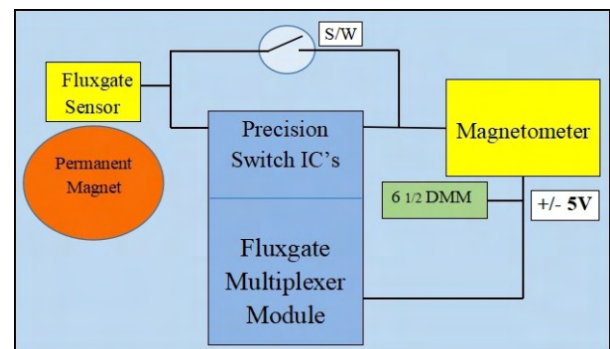 S/W
Fluxgate
Sensor
Permanent
Magnet
Precision
Switch IC's
Magnetometer
6 1/2 DMM
+/- 5V
Fluxgate
Multiplexer
Module